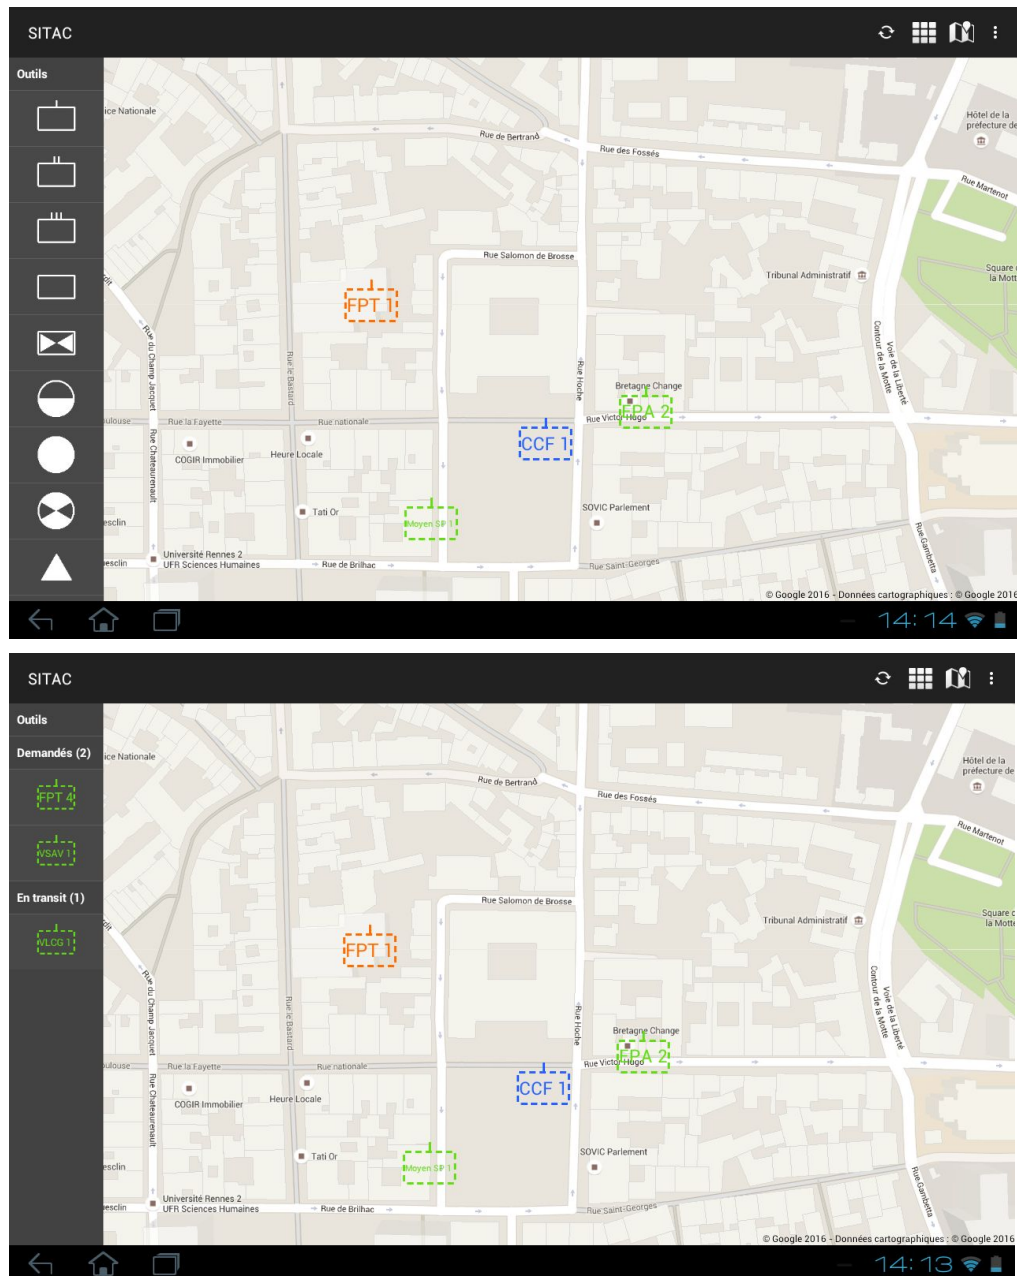 SITAC
Outils
ice Nationale
Rue de Bertrand
Rue des Fossés
Hôtel de la
préfecture de
Rue Martenot
Rue Salomon de Brosse
Tribunal Administratif
Square d
la Mott
FPT 1
Rue du Champ Jacquet
Rue le Bastard
Rue Hoche
Contour de la Motte
Voie de la Liberté
Bretagne Change
FPA 2
Rue Victor Hugo
oulouse
Rue la Fayette
Rue nationale
CCF 1
COGIR Immobilier
Heure Locale
Rue Chateaurenault
Tati Or
Moyen SP 1
SOVIC Parlement
esclin
Université Rennes 2
UFR Sciences Humaines
esclin
Rue de Brilhac
Rue Saint-Georges
Rue Gambetta
© Google 2016 - Données cartographiques : © Google 2016
14:14
SITAC
Outils
Demandés (2)
FPT 4
VSAV 1
En transit (1)
VLCG 1
ice Nationale
Rue de Bertrand
Rue des Fossés
Hôtel de la
préfecture de
Rue Martenot
Rue Salomon de Brosse
Tribunal Administratif
Square d
la Mott
FPT 1
Rue du Champ Jacquet
Rue le Bastard
Rue Hoche
Contour de la Motte
Voie de la Liberté
Bretagne Change
FPA 2
Rue Victor Hugo
oulouse
Rue la Fayette
Rue nationale
CCF 1
COGIR Immobilier
Heure Locale
Rue Chateaurenault
Tati Or
Moyen SP 1
SOVIC Parlement
esclin
Université Rennes 2
UFR Sciences Humaines
esclin
Rue de Brilhac
Rue Saint-Georges
Rue Gambetta
© Google 2016 - Données cartographiques : © Google 2016
14:13